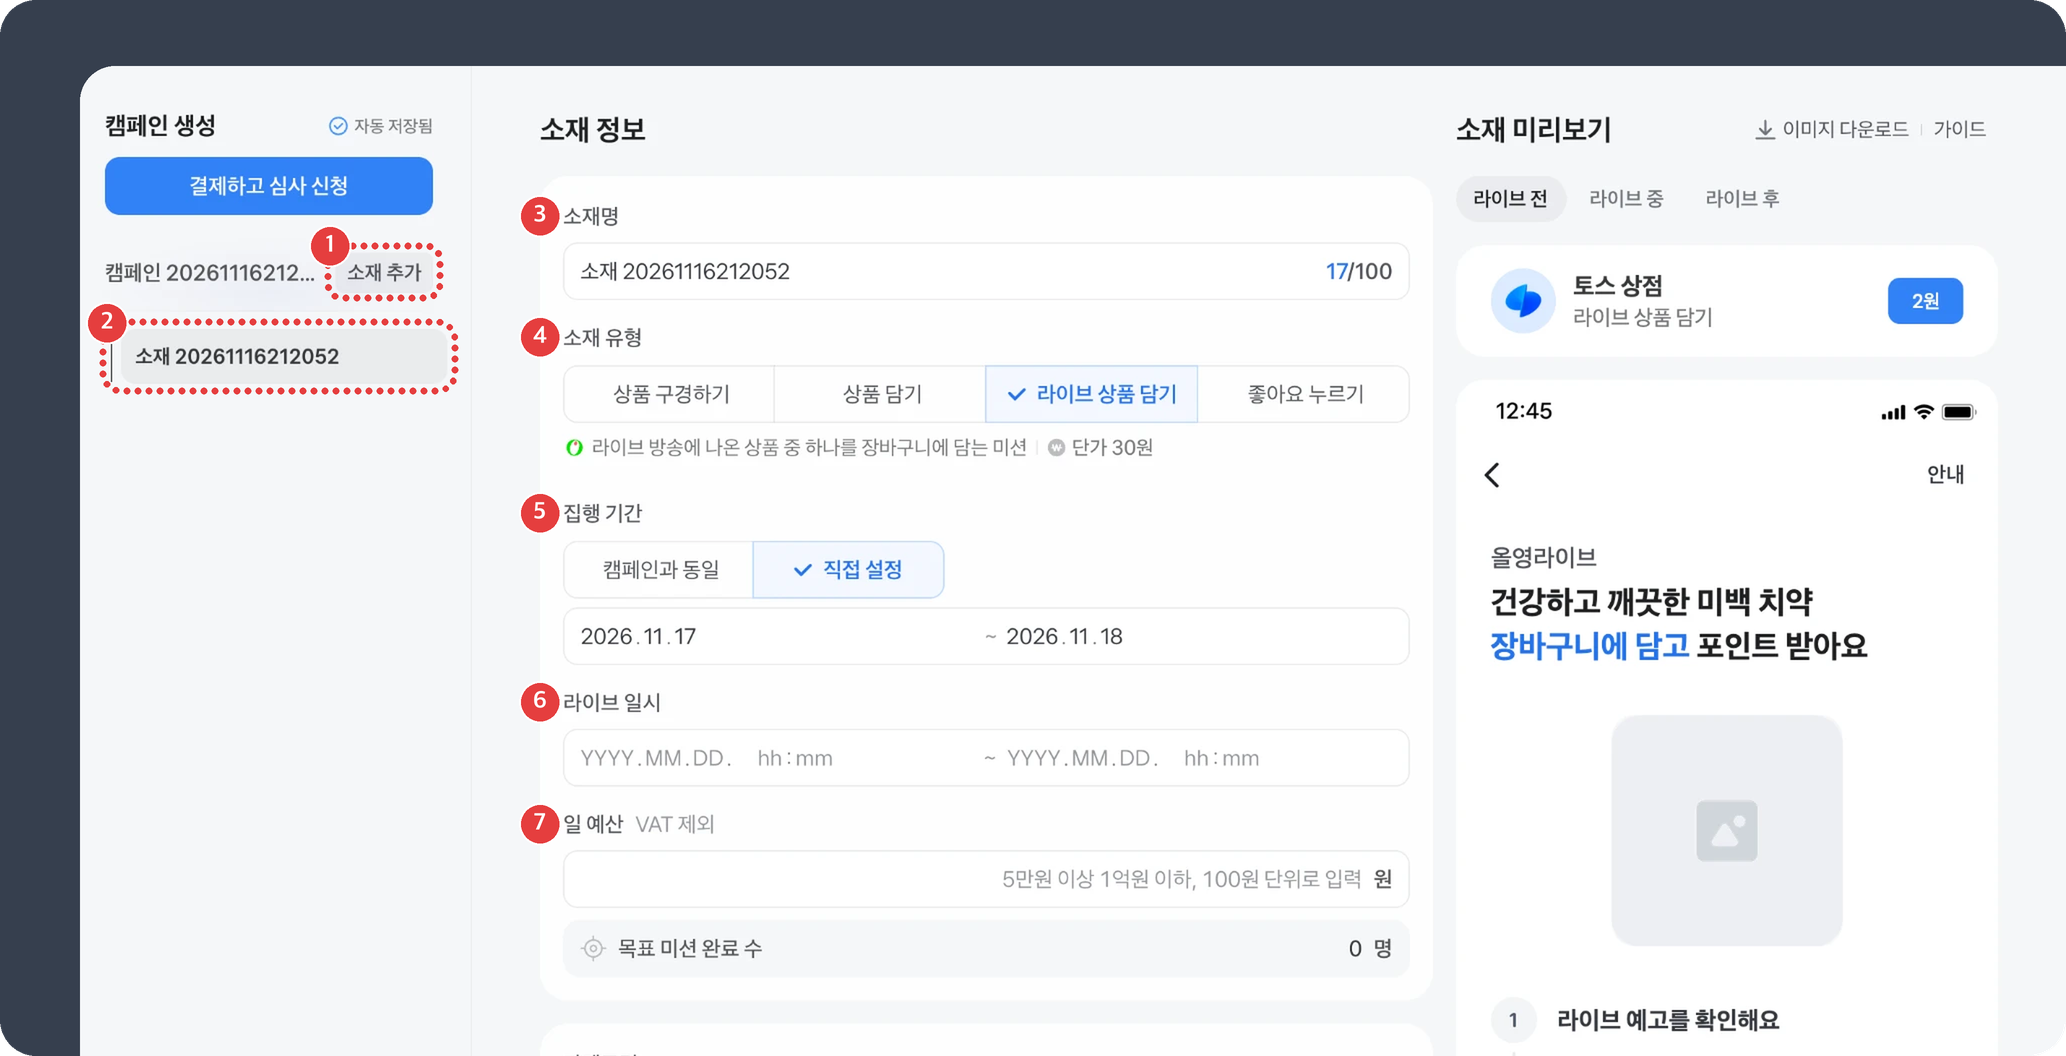 캠페인 생성
자동 저장됨
결제하고 심사 신청
1
캠페인 20261116212...
소재 추가
2
소재 20261116212052
소재 정보
3 소재명
소재 20261116212052
17/100
4 소재 유형
상품 구경하기
상품 담기
라이브 상품 담기
좋아요 누르기
라이브 방송에 나온 상품 중 하나를 장바구니에 담는 미션
단가 30원
5 집행 기간
캠페인과 동일
직접 설정
2026.11.17 ~ 2026.11.18
6 라이브 일시
YYYY.MM.DD. hh:mm ~ YYYY.MM.DD. hh:mm
7 일 예산 VAT 제외
5만원 이상 1억원 이하, 100원 단위로 입력 원
목표 미션 완료 수
0 명
소재 미리보기
이미지 다운로드
가이드
라이브 전
라이브 중
라이브 후
토스 상점
라이브 상품 담기
2원
12:45
안내
올영라이브
건강하고 깨끗한 미백 치약
장바구니에 담고 포인트 받아요
1 라이브 예고를 확인해요